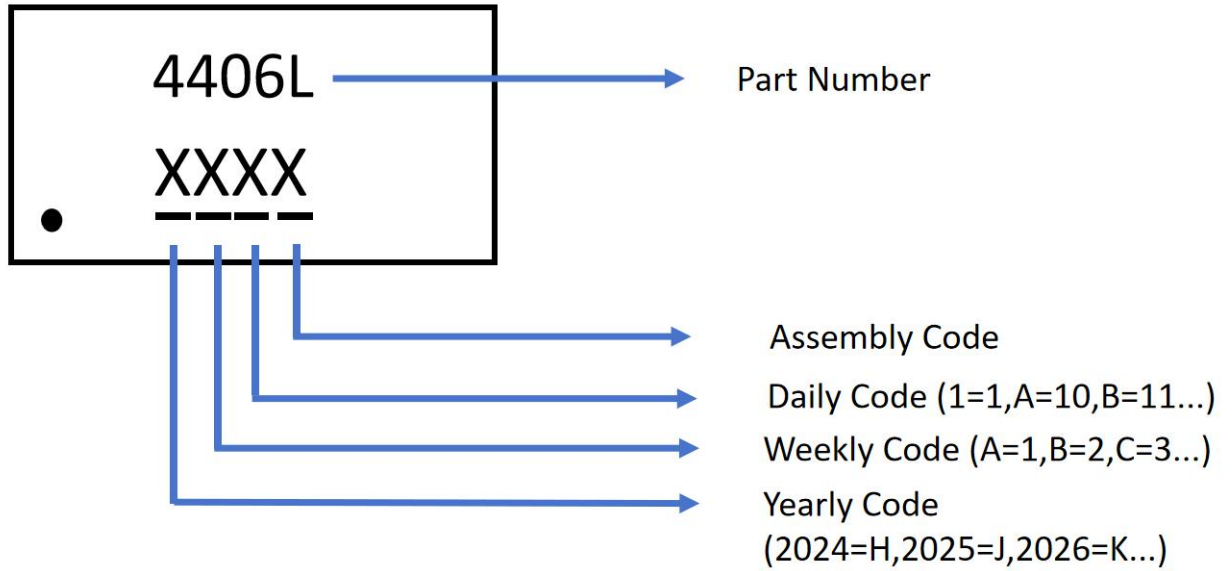 4406L
Part Number
XXXX
Assembly Code
Daily Code (1=1,A=10,B=11...)
Weekly Code (A=1,B=2,C=3...)
Yearly Code
(2024=H,2025=J,2026=K...)